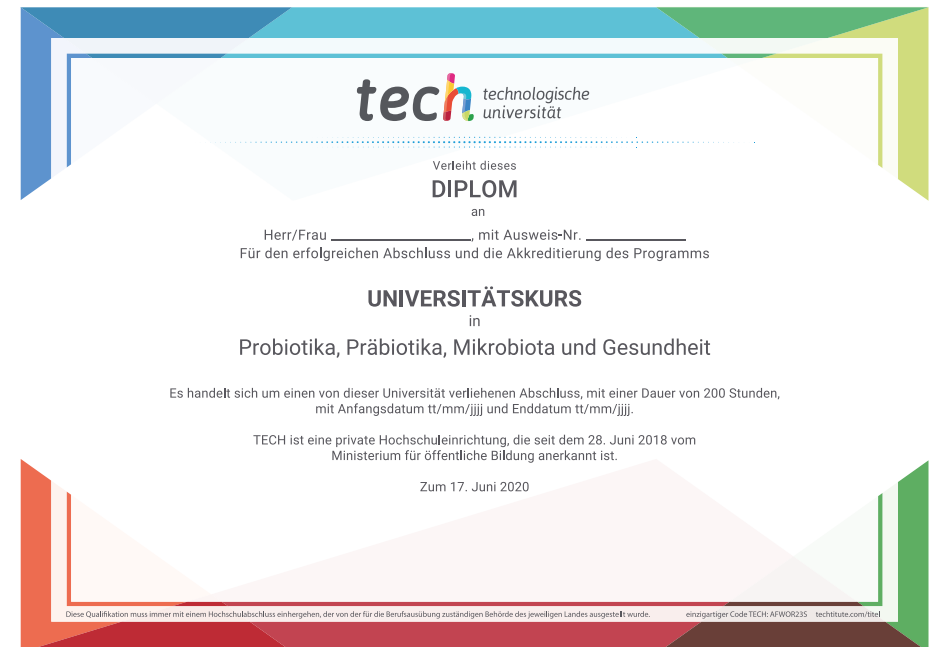 tech technologische
universität
Verleiht dieses
DIPLOM
an
Herr/Frau ____________, mit Ausweis-Nr. ____________
Für den erfolgreichen Abschluss und die Akkreditierung des Programms
UNIVERSITÄTSKURS
in
Probiotika, Präbiotika, Mikrobiota und Gesundheit
Es handelt sich um einen von dieser Universität verliehenen Abschluss, mit einer Dauer von 200 Stunden,
mit Anfangsdatum tt/mm/jjjj und Enddatum tt/mm/jjjj.
TECH ist eine private Hochschuleinrichtung, die seit dem 28. Juni 2018 vom
Ministerium für öffentliche Bildung anerkannt ist.
Zum 17. Juni 2020
Diese Qualifikation muss immer mit einem Hochschulabschluss einhergehen, der von der für die Berufsausübung zuständigen Behörde des jeweiligen Landes ausgestellt wurde. einzigartiger Code TECH: AFWOR23S techtitute.com/titel